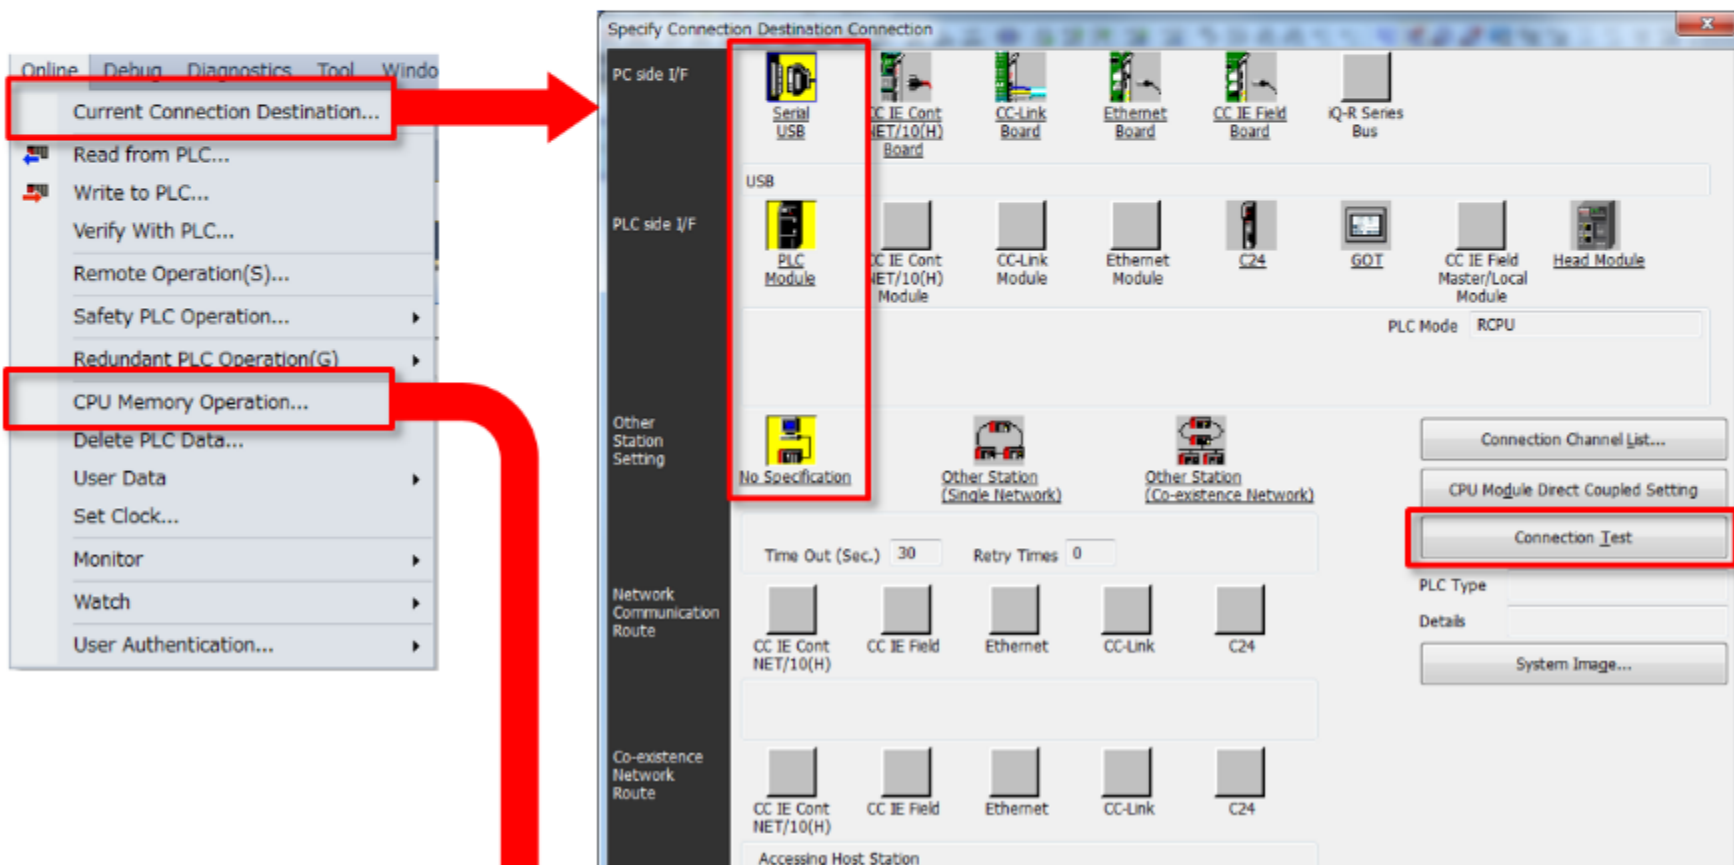 Online Debug Diagnostics Tool Windo
Current Connection Destination...
Read from PLC...
Write to PLC...
Verify With PLC...
Remote Operation(S)...
Safety PLC Operation...
Redundant PLC Operation(G)
CPU Memory Operation...
Delete PLC Data...
User Data
Set Clock...
Monitor
Watch
User Authentication...
Specify Connection Destination Connection
PC side I/F
Serial
USB
CC IE Cont
NET/10(H)
Board
CC-Link
Board
Ethernet
Board
CC IE Field
Board
iQ-R Series
Bus
USB
PLC side I/F
PLC
Module
CC IE Cont
NET/10(H)
Module
CC-Link
Module
Ethernet
Module
C24
GOT
CC IE Field
Master/Local
Module
Head Module
PLC Mode RCPU
Other
Station
Setting
No Specification
Other Station
(Single Network)
Other Station
(Co-existence Network)
Connection Channel List...
CPU Module Direct Coupled Setting
Connection Test
Time Out (Sec.) 30 Retry Times 0
PLC Type
Details
System Image...
Network
Communication
Route
CC IE Cont
NET/10(H)
CC IE Field
Ethernet
CC-Link
C24
Co-existence
Network
Route
CC IE Cont
NET/10(H)
CC IE Field
Ethernet
CC-Link
C24
Accessing Host Station